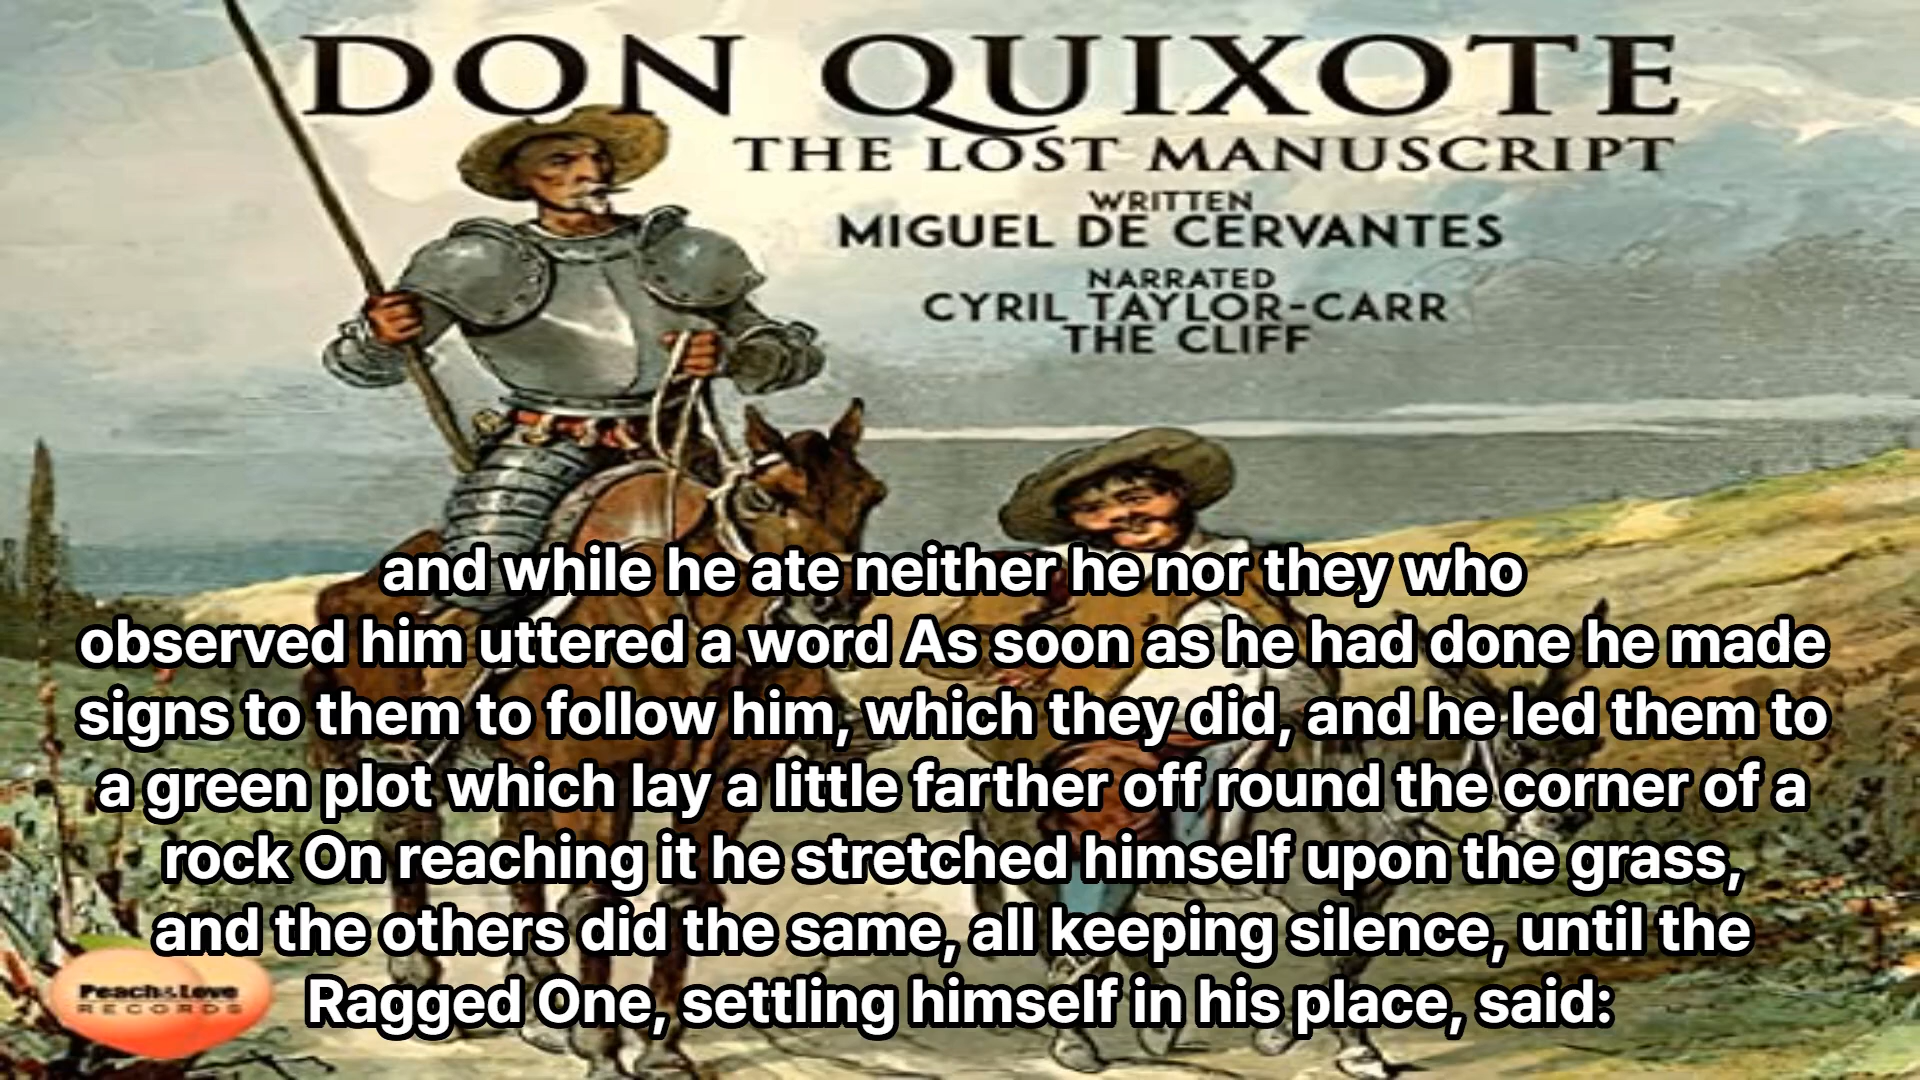 DON QUIXOTE
THE LOST MANUSCRIPT
WRITTEN
MIGUEL DE CERVANTES
NARRATED
CYRIL TAYLOR-CARR
THE CLIFF
and while he ate neither he nor they who
observed him uttered a word As soon as he had done he made
signs to them to follow him, which they did, and he led them to
a green plot which lay a little farther off round the corner of a
rock On reaching it he stretched himself upon the grass,
and the others did the same, all keeping silence, until the
Ragged One, settling himself in his place, said:
Peach&Love
RECORDS